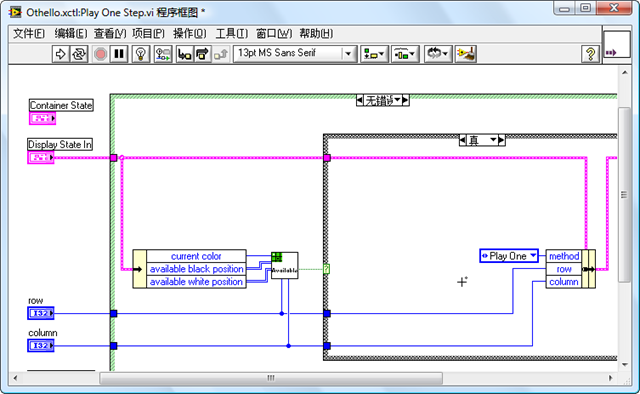 Othello.xctl:Play One Step.vi 程序框图 *
文件(F) 编辑(E) 查看(V) 项目(P) 操作(O) 工具(I) 窗口(W) 帮助(H)
13pt MS Sans Serif
无错误
Container State
真
Display State In
current color
available black position
available white position
Available
?
Play One
method
row
column
row
I32
column
I32